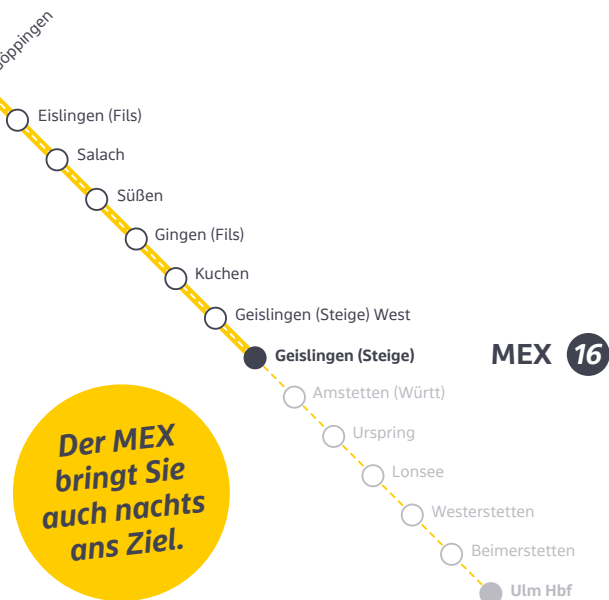 Eislingen (Fils)
Salach
Süßen
Gingen (Fils)
Kuchen
Geislingen (Steige) West
Geislingen (Steige)
MEX 16
Amstetten (Württ)
Urspring
Lonsee
Westerstetten
Beimerstetten
Ulm Hbf
Der MEX
bringt Sie
auch nachts
ans Ziel.